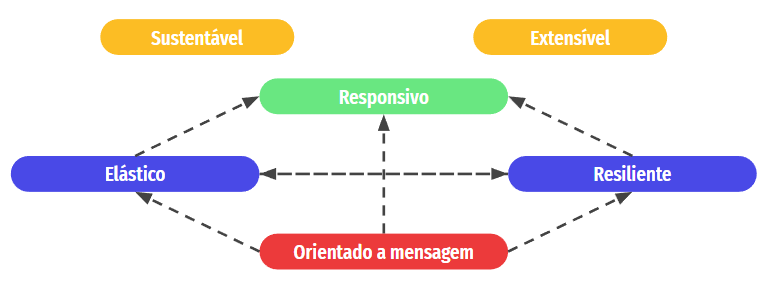 Sustentável
Extensível
Responsivo
Elástico
Resiliente
Orientado a mensagem